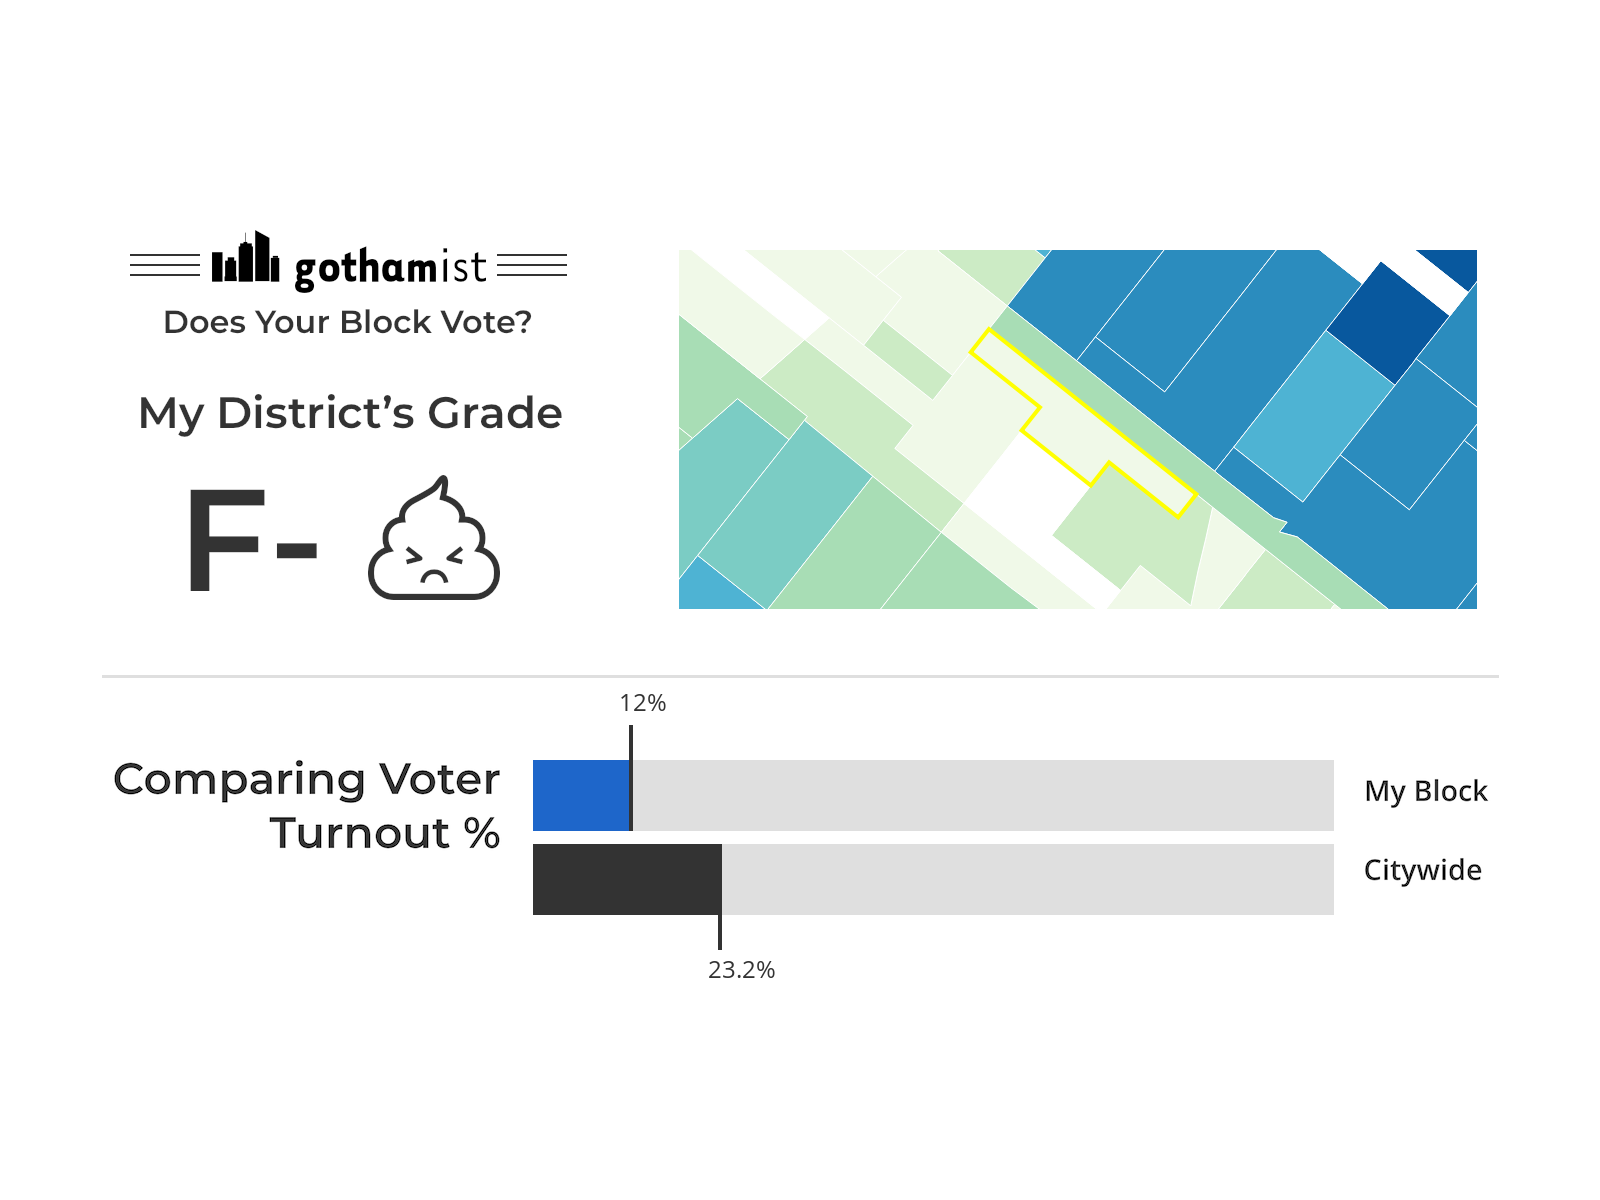 gothamist
Does Your Block Vote?
My District’s Grade
F-
12%
Comparing Voter
Turnout %
My Block
Citywide
23.2%